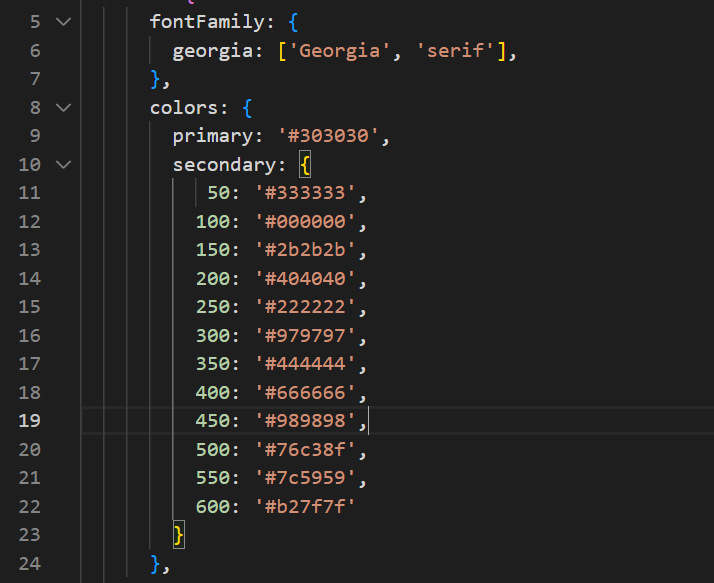 5 fontFamily: {
6 georgia: ['Georgia', 'serif'],
7 },
8 colors: {
9 primary: '#303030',
10 secondary: {
11 50: '#333333',
12 100: '#000000',
13 150: '#2b2b2b',
14 200: '#404040',
15 250: '#222222',
16 300: '#979797',
17 350: '#444444',
18 400: '#666666',
19 450: '#989898',
20 500: '#76c38f',
21 550: '#7c5959',
22 600: '#b27f7f'
23 }
24 },